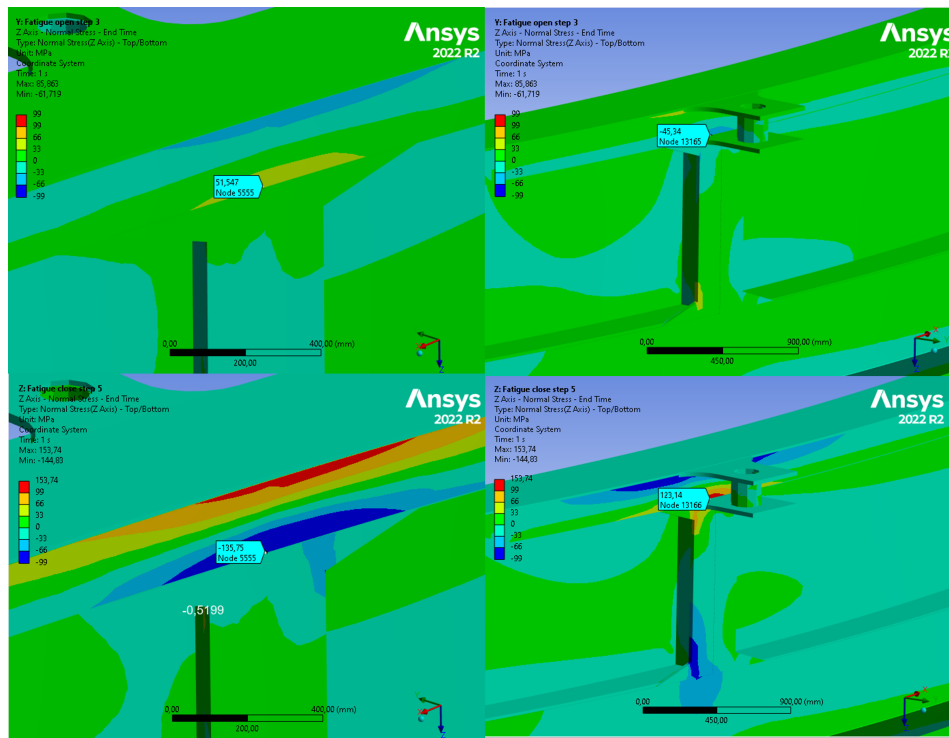 Y: Fatigue open step 3
Z Axis - Normal Stress - End Time
Type: Normal Stress(Z Axis) - Top/Bottom
Unit: MPa
Coordinate System
Time: 1 s
Max: 85,863
Min: -61,719
99
99
66
33
0
-33
-66
-99
Ansys
2022 R2
51,547
Node 5555
0,00
400,00 (mm)
200,00
Z
Y: Fatigue open step 3
Z Axis - Normal Stress - End Time
Type: Normal Stress(Z Axis) - Top/Bottom
Unit: MPa
Coordinate System
Time: 1 s
Max: 85,863
Min: -61,719
99
99
66
33
0
-33
-66
-99
Ansys
2022 R2
-45,34
Node 13165
0,00
900,00 (mm)
450,00
Z: Fatigue close step 5
Z Axis - Normal Stress - End Time
Type: Normal Stress(Z Axis) - Top/Bottom
Unit: MPa
Coordinate System
Time: 1 s
Max: 153,74
Min: -144,83
153,74
99
66
33
0
-33
-66
-99
Ansys
2022 R2
-135,75
Node 5555
-0,5199
0,00
400,00 (mm)
200,00
Z
Z: Fatigue close step 5
Z Axis - Normal Stress - End Time
Type: Normal Stress(Z Axis) - Top/Bottom
Unit: MPa
Coordinate System
Time: 1 s
Max: 153,74
Min: -144,83
153,74
99
66
33
0
-33
-66
-99
Ansys
2022 R2
123,14
Node 13166
0,00
900,00 (mm)
450,00
Z